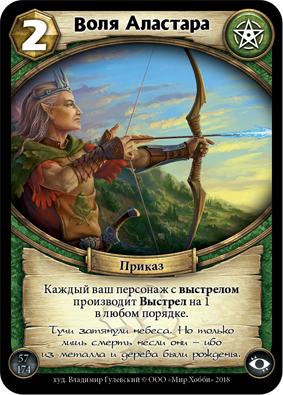 2
Воля Аластара
Приказ
Каждый ваш персонаж с выстрелом
производит Выстрел на 1
в любом порядке.
Тучи затянули небеса. Но только
лишь смерть несли они – ибо
из металла и дерева были рождены.
57
174
худ. Владимир Гулевский © ООО «Мир Хобби» 2018